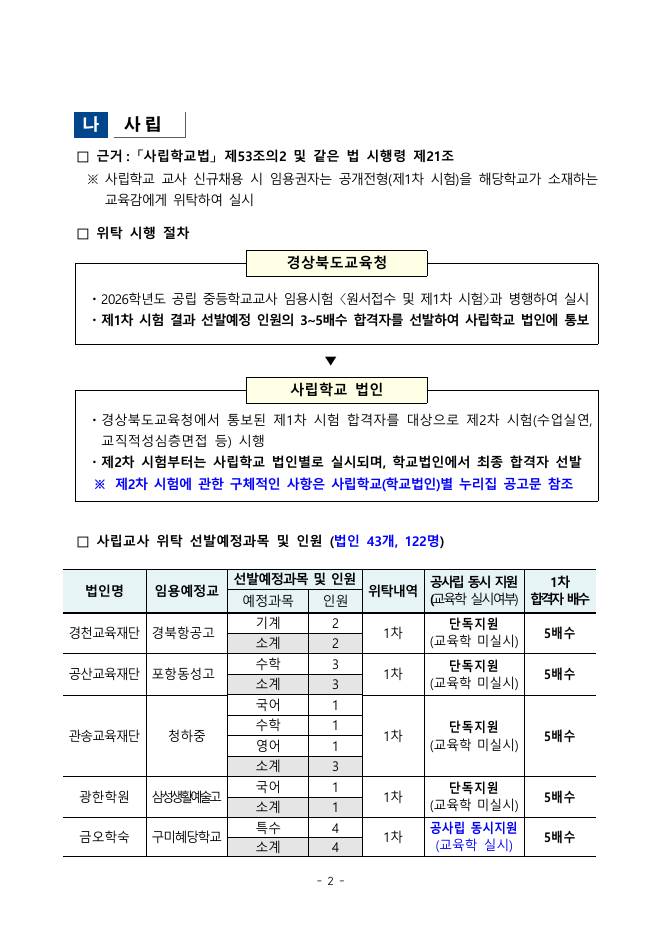 나 사립
□ 근거 :「사립학교법」제53조의2 및 같은 법 시행령 제21조
※ 사립학교 교사 신규채용 시 임용권자는 공개전형(제1차 시험)을 해당학교가 소재하는
교육감에게 위탁하여 실시
□ 위탁 시행 절차
경상북도교육청
· 2026학년도 공립 중등학교교사 임용시험 〈원서접수 및 제1차 시험〉과 병행하여 실시
· 제1차 시험 결과 선발예정 인원의 3~5배수 합격자를 선발하여 사립학교 법인에 통보
▼
사립학교 법인
· 경상북도교육청에서 통보된 제1차 시험 합격자를 대상으로 제2차 시험(수업실연,
교직적성심층면접 등) 시행
· 제2차 시험부터는 사립학교 법인별로 실시되며, 학교법인에서 최종 합격자 선발
※ 제2차 시험에 관한 구체적인 사항은 사립학교(학교법인)별 누리집 공고문 참조
□ 사립교사 위탁 선발예정과목 및 인원 (법인 43개, 122명)
법인명 임용예정교 선발예정과목 및 인원 위탁내역 공사립 동시 지원 1차
예정과목 인원 (교육학 실시여부) 합격자 배수
경천교육재단 경북항공고 기계 2 1차 단독지원 5배수
소계 2 (교육학 미실시)
공산교육재단 포항동성고 수학 3 1차 단독지원 5배수
소계 3 (교육학 미실시)
관송교육재단 청하중 국어 1 1차 단독지원 5배수
수학 1 (교육학 미실시)
영어 1
소계 3
광한학원 삼성생활예술고 국어 1 1차 단독지원 5배수
소계 1 (교육학 미실시)
금오학숙 구미혜당학교 특수 4 1차 공사립 동시지원 5배수
소계 4 (교육학 실시)
- 2 -